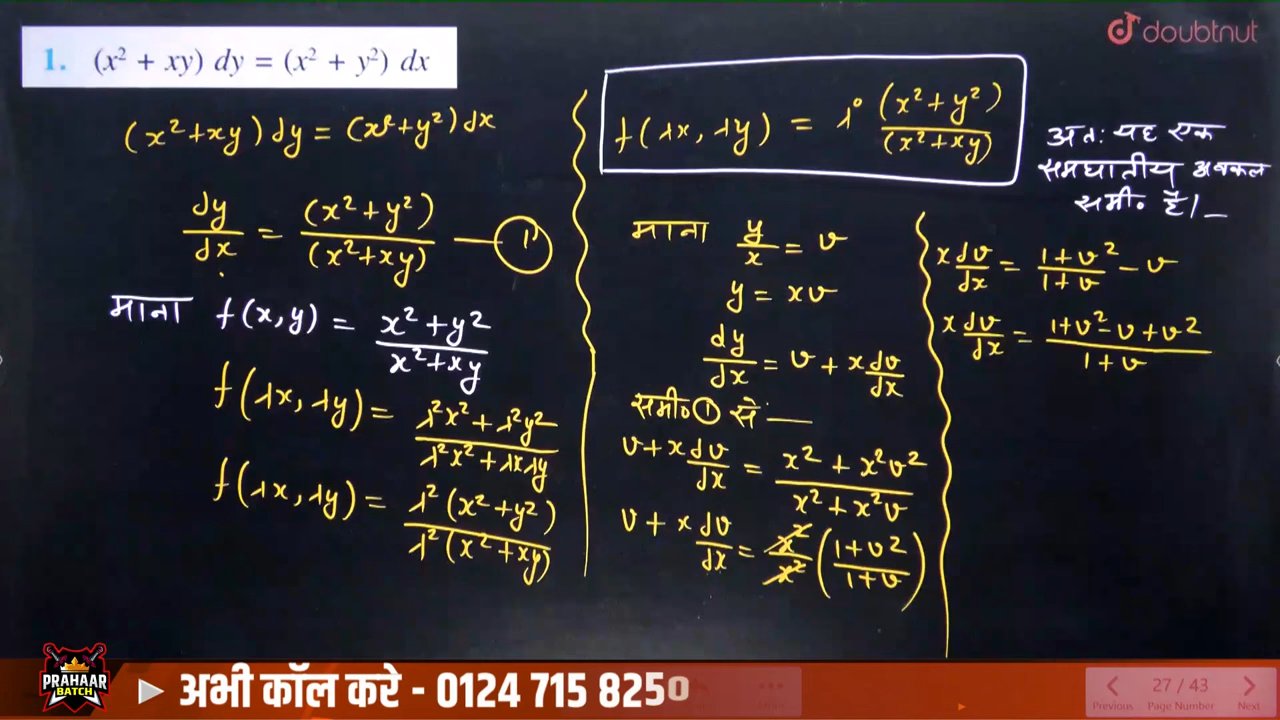 doubtnut
1. (x² + xy) dy = (x² + y²) dx
(x²+xy) dy = (x²+y²) dx
dy/dx = (x²+y²)/(x²+xy) — ①
माना f(x,y) = x²+y²/x²+xy
f(λx, λy) = λ²x²+λ²y²/λ²x²+λxλy
f(λx, λy) = λ²(x²+y²)/λ²(x²+xy)
f(λx, λy) = λ⁰ (x²+y²)/(x²+xy)
अतः यह एक
समघातीय अवकल
समी० है।_
माना y/x = v
y = xv
dy/dx = v + x dv/dx
समी० ① से —
v + x dv/dx = x² + x²v²/x² + x²v
v + x dv/dx = x²/x² (1+v²/1+v)
x dv/dx = 1+v²/1+v - v
x dv/dx = 1+v²-v+v²/1+v
PRAHAAR
BATCH
अभी कॉल करे - 0124 715 8250
27 / 43
Previous Page Number Next